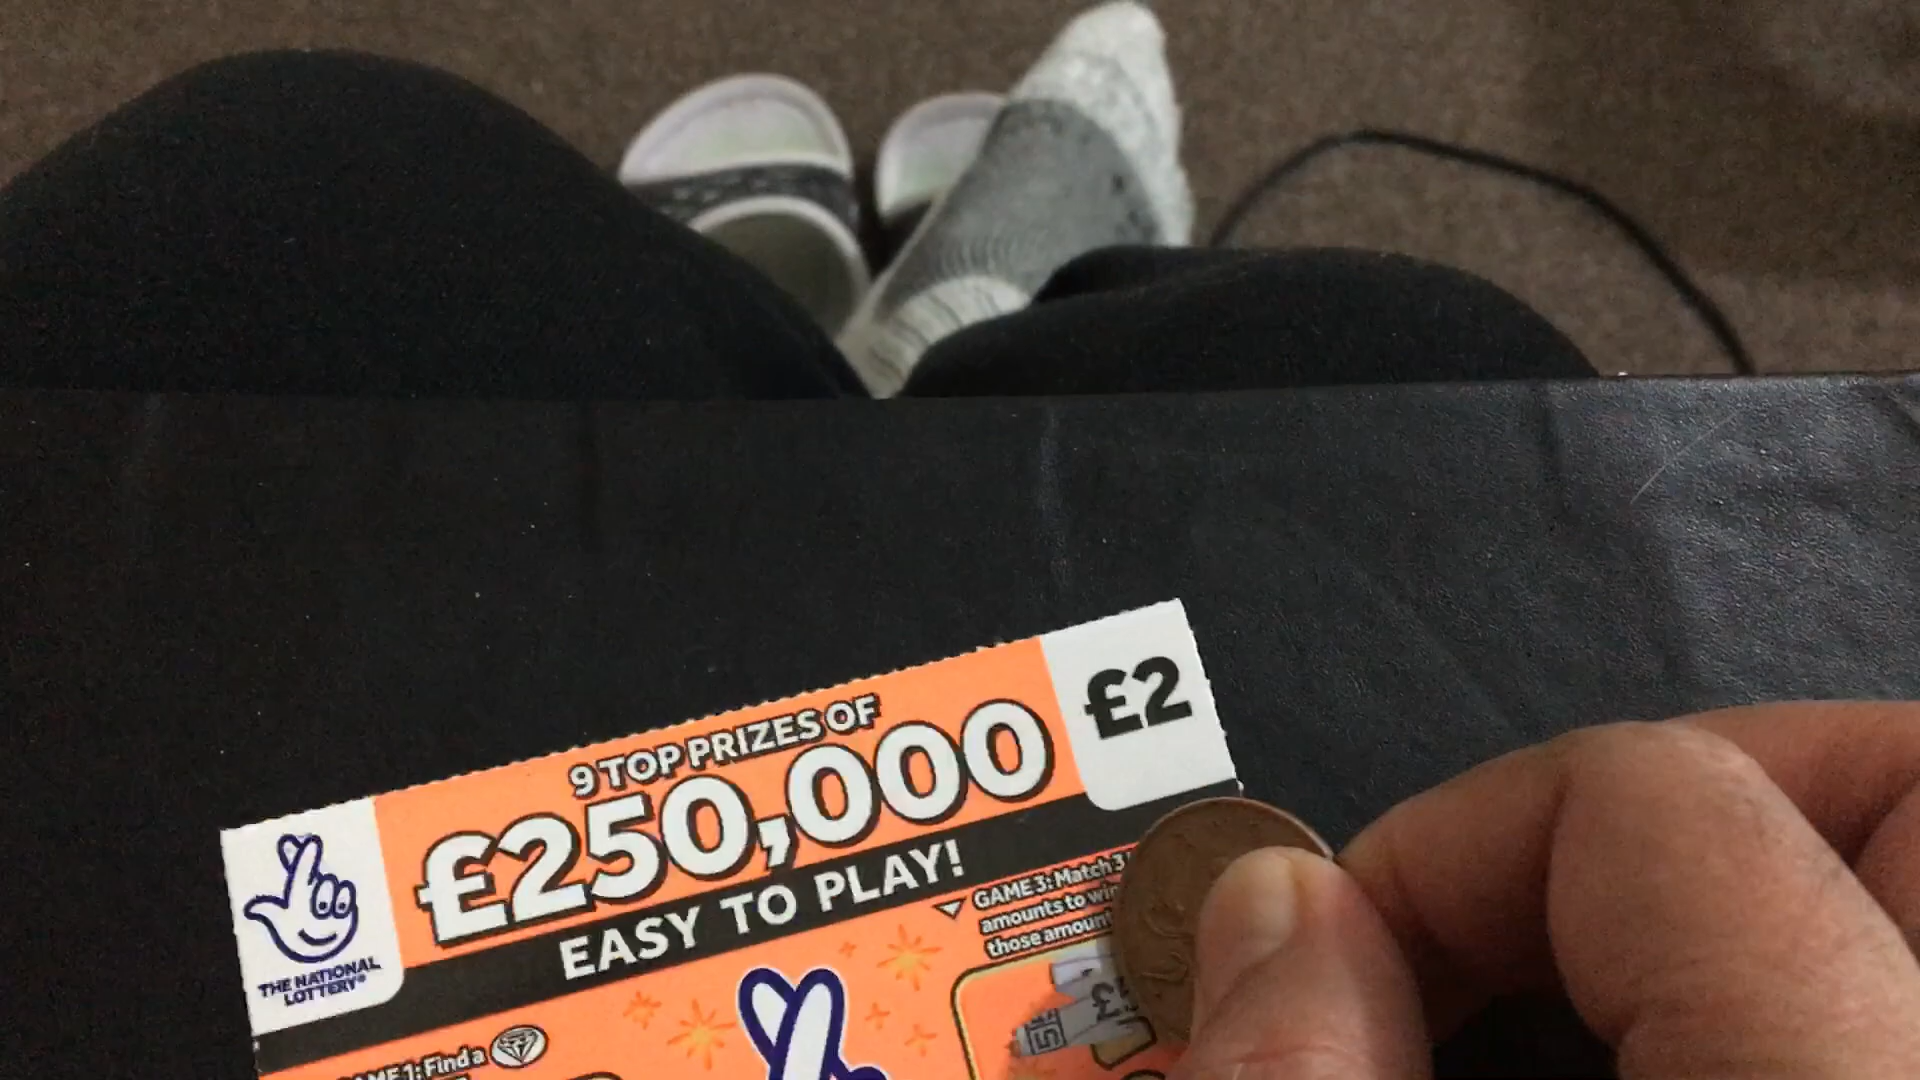 9 TOP PRIZES OF
£250,000
£2
EASY TO PLAY!
THE NATIONAL
LOTTERY®
GAME 3: Match 3
amounts to win
those amount
GAME 1: Find a